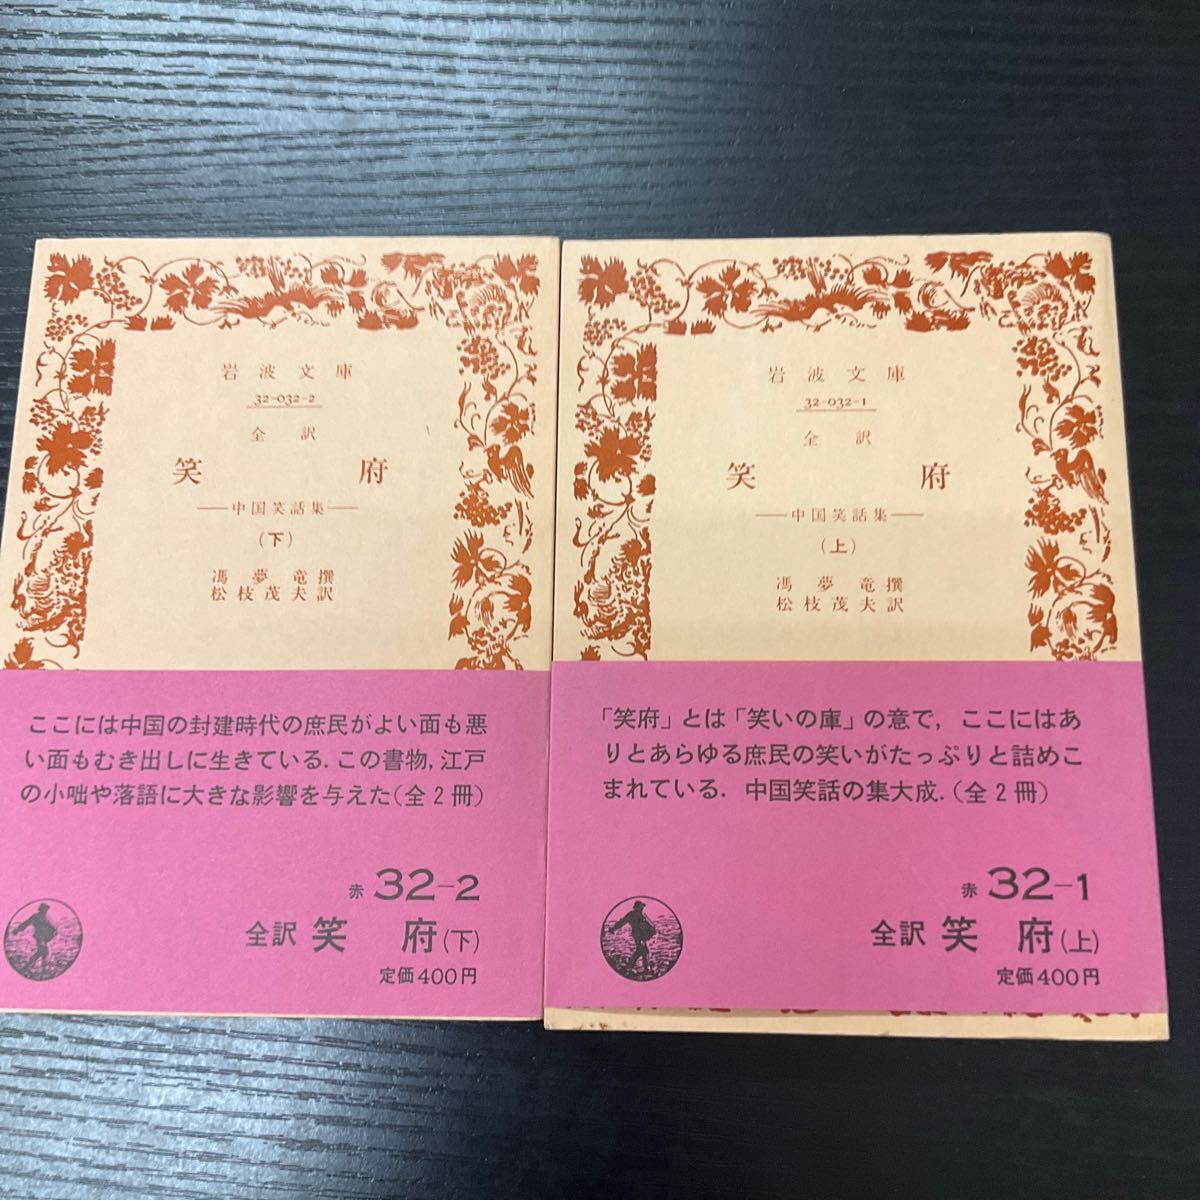 岩波文庫
32-032-2
全訳
笑府
—中国笑話集—
(下)
馮夢竜撰
松枝茂夫訳
ここには中国の封建時代の庶民がよい面も悪
い面もむき出しに生きている.この書物,江戸
の小咄や落語に大きな影響を与えた(全2冊)
赤 32-2
全訳 笑府(下)
定価400円
岩波文庫
32-032-1
全訳
笑府
—中国笑話集—
(上)
馮夢竜撰
松枝茂夫訳
「笑府」とは「笑いの庫」の意で,ここにはあ
りとあらゆる庶民の笑いがたっぷりと詰めこ
まれている.中国笑話の集大成.(全2冊)
赤 32-1
全訳 笑府(上)
定価400円